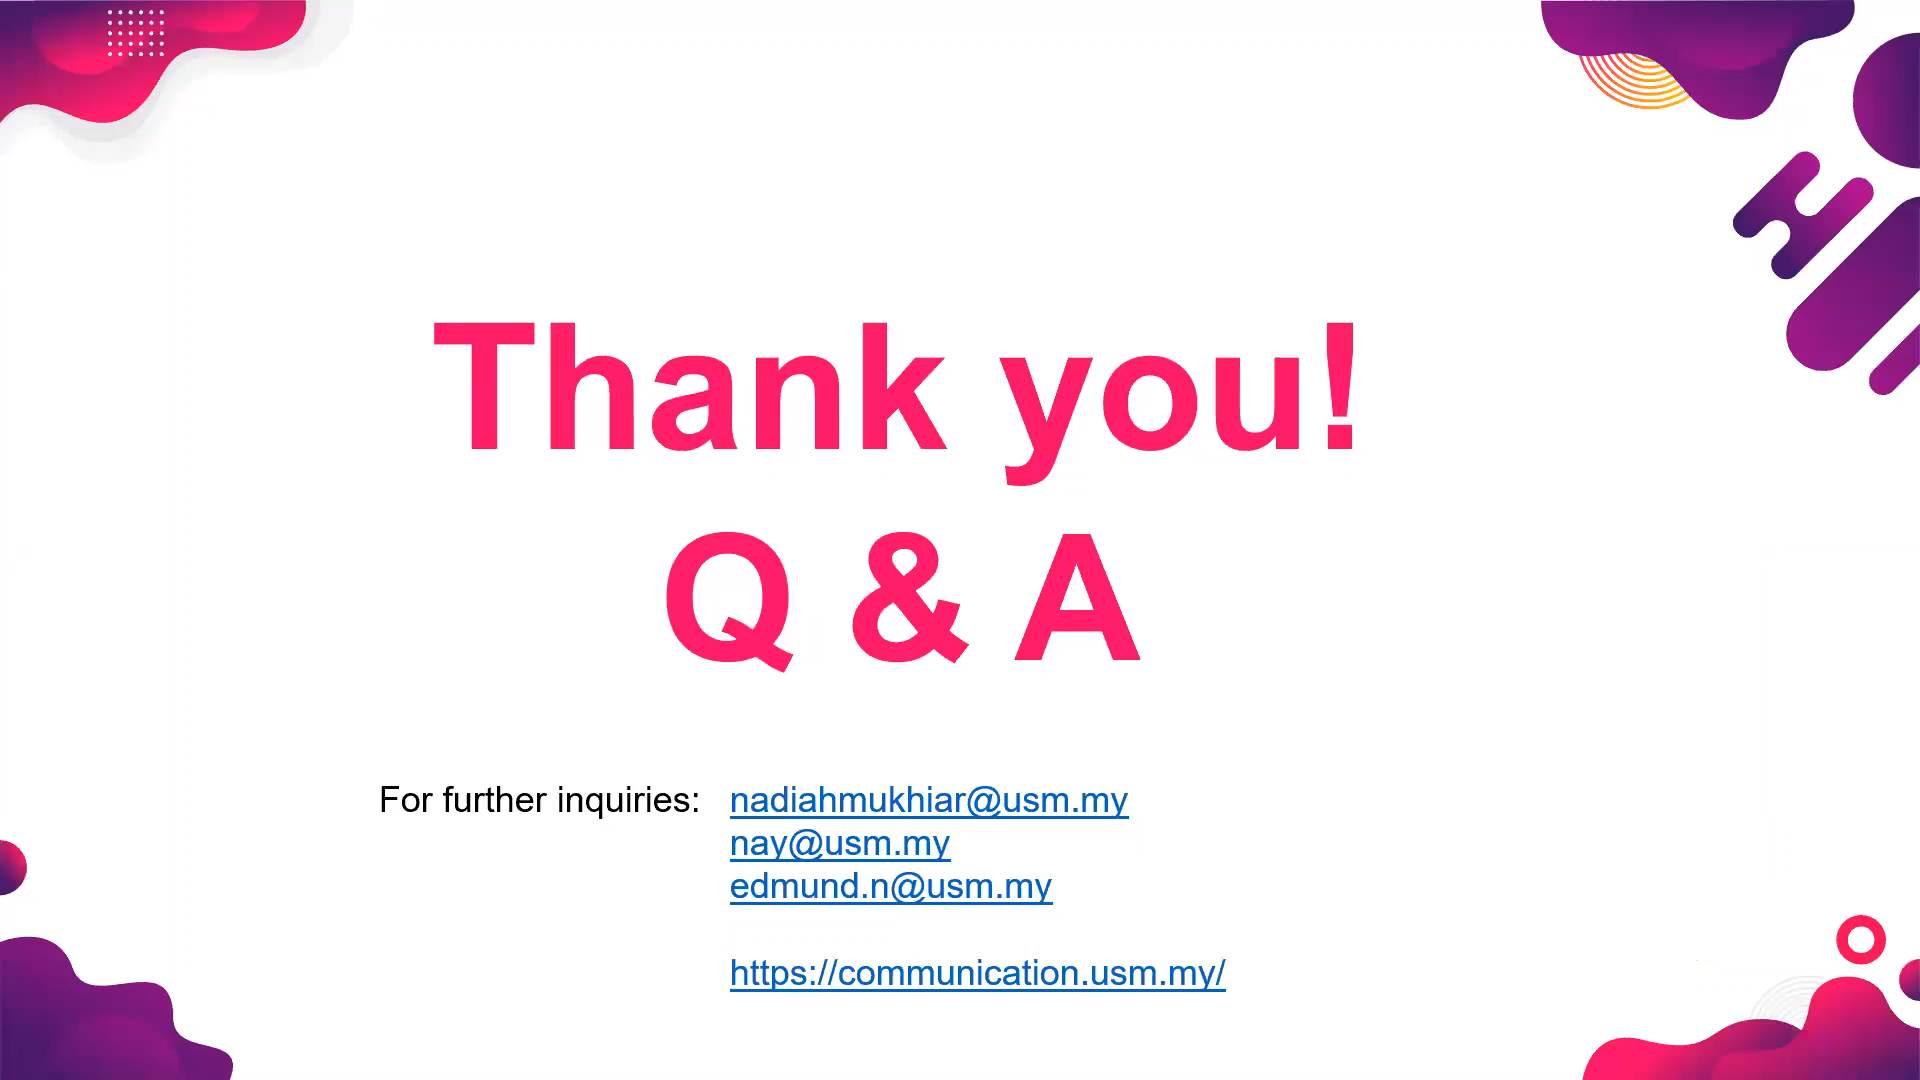 Thank you!
Q & A
For further inquiries: nadiahmukhiar@usm.my
nay@usm.my
edmund.n@usm.my
https://communication.usm.my/